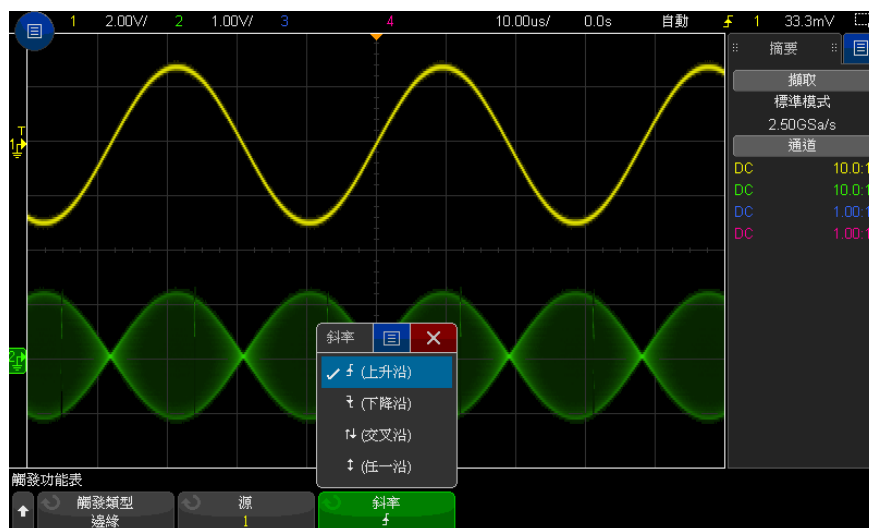 1 2.00V/ 2 1.00V/ 3 4 10.00us/ 0.0s 自動 1 33.3mV
摘要
擷取
標準模式
2.50GSa/s
通道
DC 10.0:1
DC 10.0:1
DC 1.00:1
DC 1.00:1
T
1
2
斜率
(上升沿)
(下降沿)
(交叉沿)
(任一沿)
觸發功能表
觸發類型
邊緣
源
1
斜率